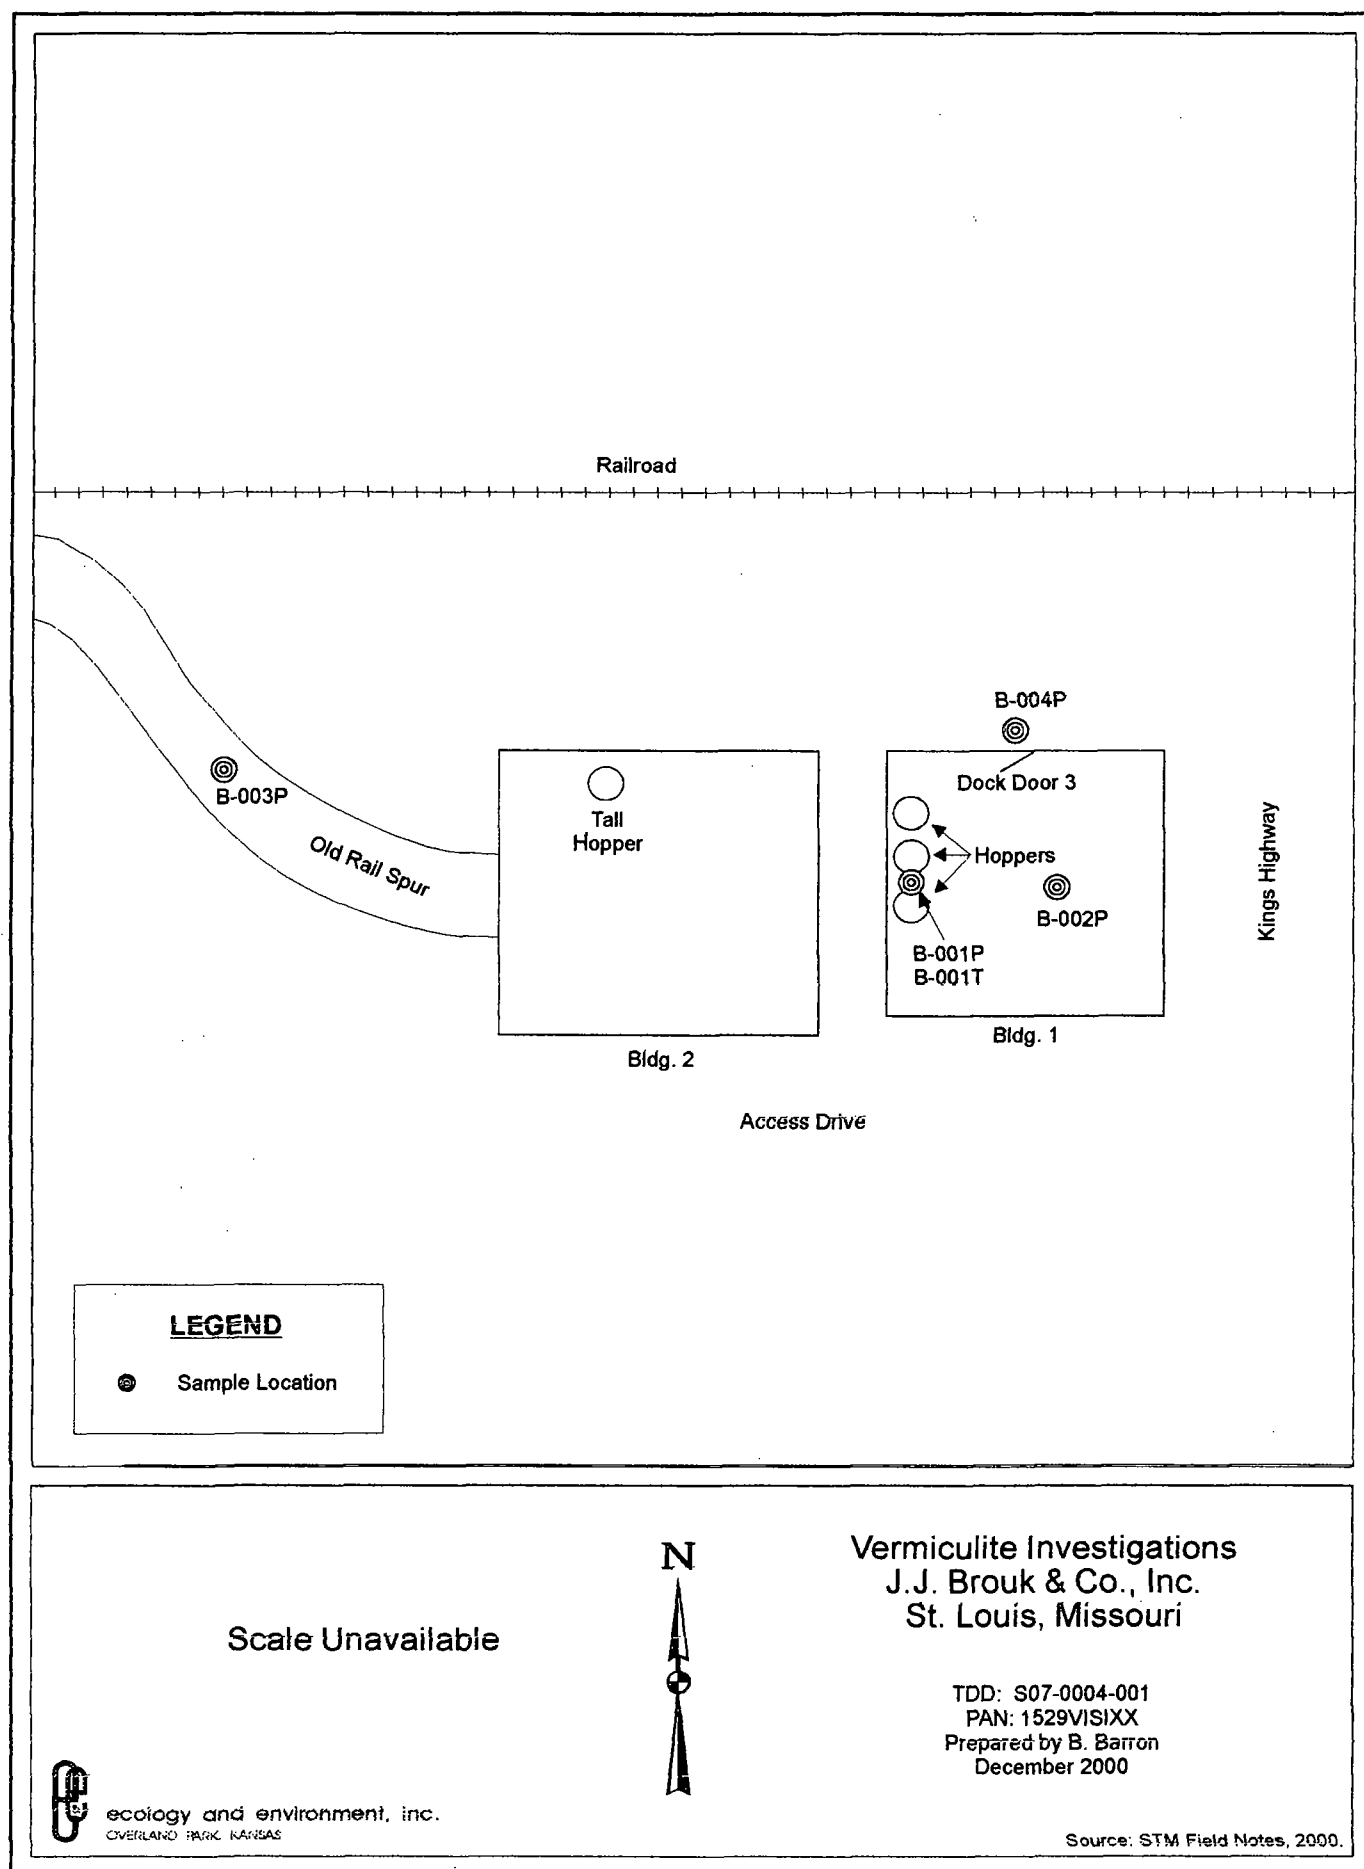 Railroad
B-004P
Dock Door 3
B-003P
Tall
Hopper
Old Rail Spur
Hoppers
B-002P
B-001P
B-001T
Kings Highway
Bldg. 1
Bldg. 2
Access Drive
LEGEND
Sample Location
Scale Unavailable
N
Vermiculite Investigations
J.J. Brouk & Co., Inc.
St. Louis, Missouri
TDD: S07-0004-001
PAN: 1529VISIXX
Prepared by B. Barron
December 2000
ecology and environment, inc.
OVERLAND PARK, KANSAS
Source: STM Field Notes, 2000.